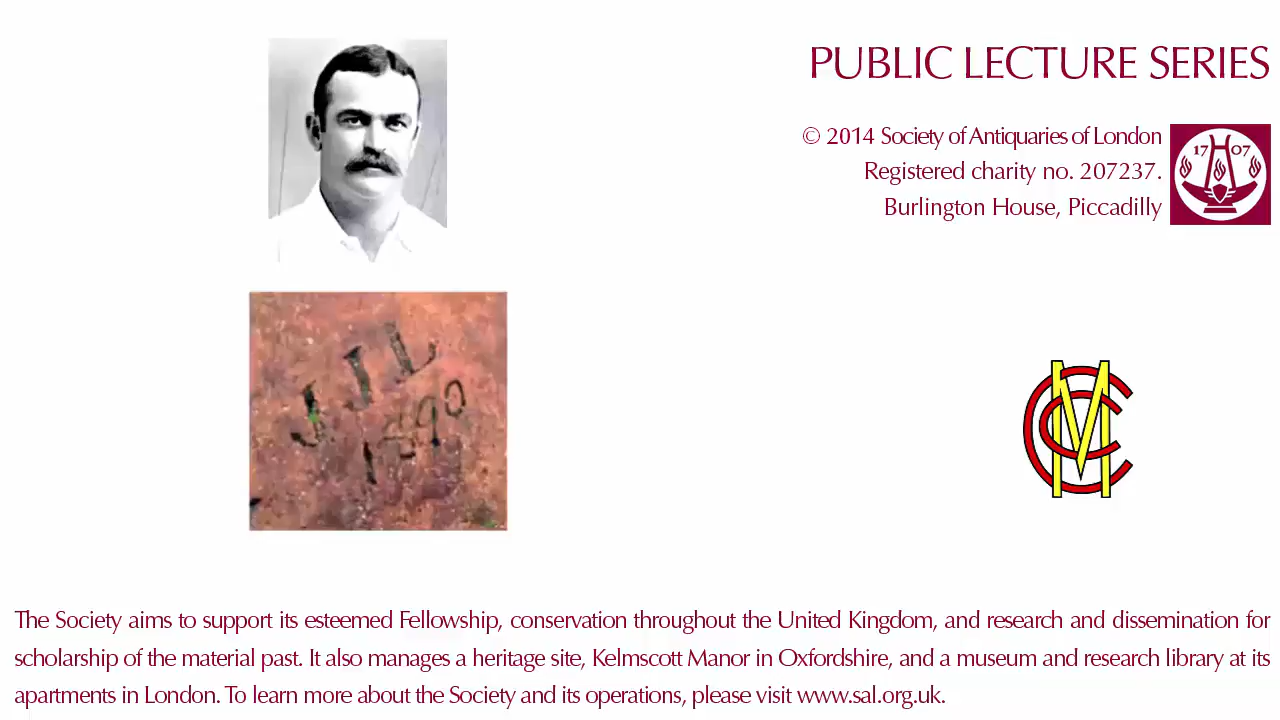 PUBLIC LECTURE SERIES
© 2014 Society of Antiquaries of London
Registered charity no. 207237.
Burlington House, Piccadilly
17 07
JJL
1890
MCC
The Society aims to support its esteemed Fellowship, conservation throughout the United Kingdom, and research and dissemination for
scholarship of the material past. It also manages a heritage site, Kelmscott Manor in Oxfordshire, and a museum and research library at its
apartments in London. To learn more about the Society and its operations, please visit www.sal.org.uk.